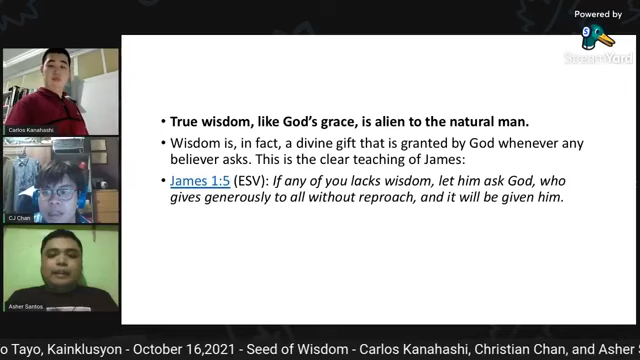 Powered by
StreamYard
• True wisdom, like God's grace, is alien to the natural man.
• Wisdom is, in fact, a divine gift that is granted by God whenever any
believer asks. This is the clear teaching of James:
• James 1:5 (ESV): If any of you lacks wisdom, let him ask God, who
gives generously to all without reproach, and it will be given him.
Carlos Kanahashi
CJ Chan
Asher Santos
o Tayo, Kainklusyon - October 16,2021 - Seed of Wisdom - Carlos Kanahashi, Christian Chan, and Asher S